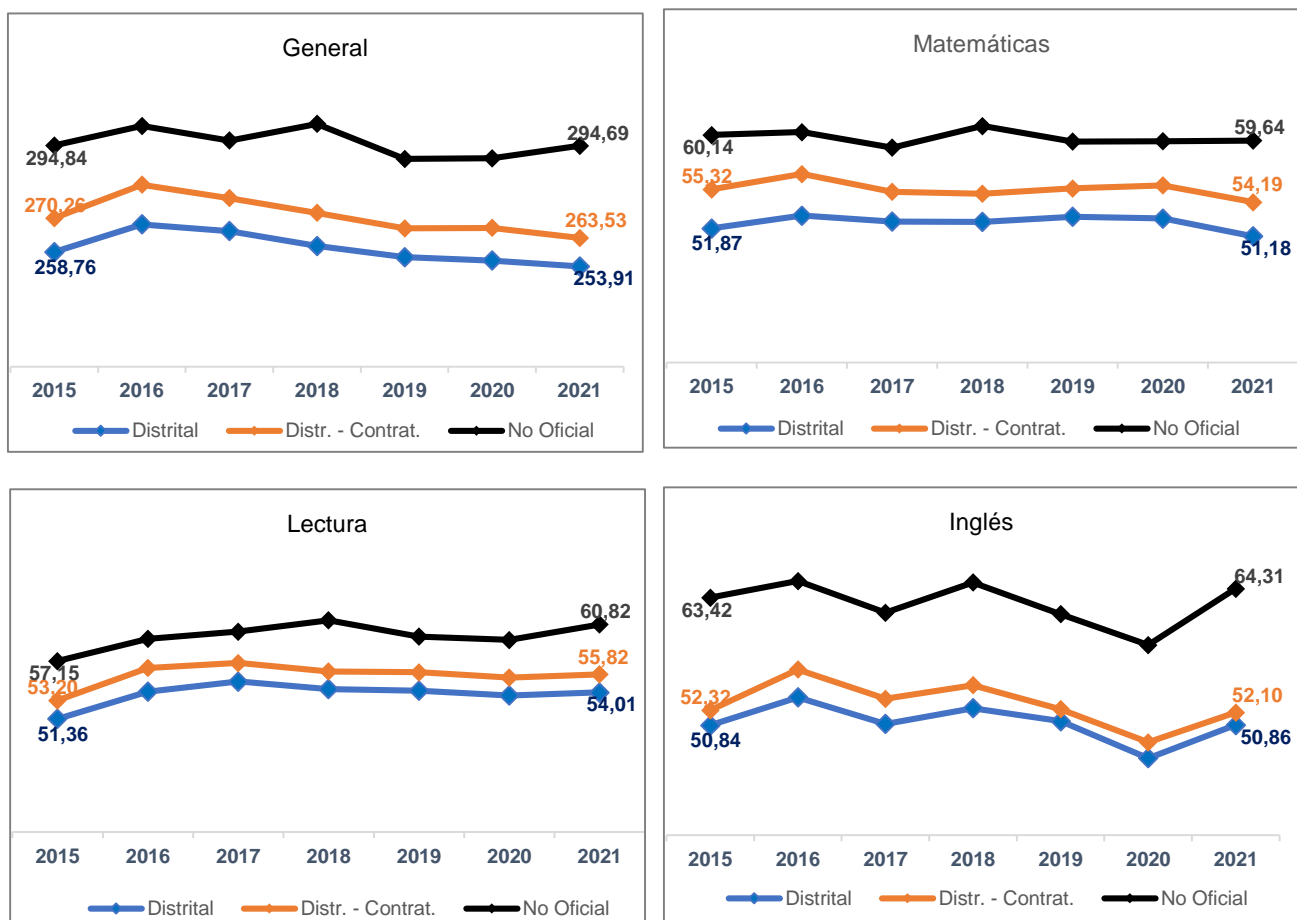 General
294,84
294,69
270,26
263,53
258,76
253,91
2015 2016 2017 2018 2019 2020 2021
Distrital Distr. - Contrat. No Oficial
Matemáticas
60,14
59,64
55,32
54,19
51,87
51,18
2015 2016 2017 2018 2019 2020 2021
Distrital Distr. - Contrat. No Oficial
Lectura
60,82
57,15
55,82
53,20
54,01
51,36
2015 2016 2017 2018 2019 2020 2021
Distrital Distr. - Contrat. No Oficial
Inglés
64,31
63,42
52,32
52,10
50,84
50,86
2015 2016 2017 2018 2019 2020 2021
Distrital Distr. - Contrat. No Oficial